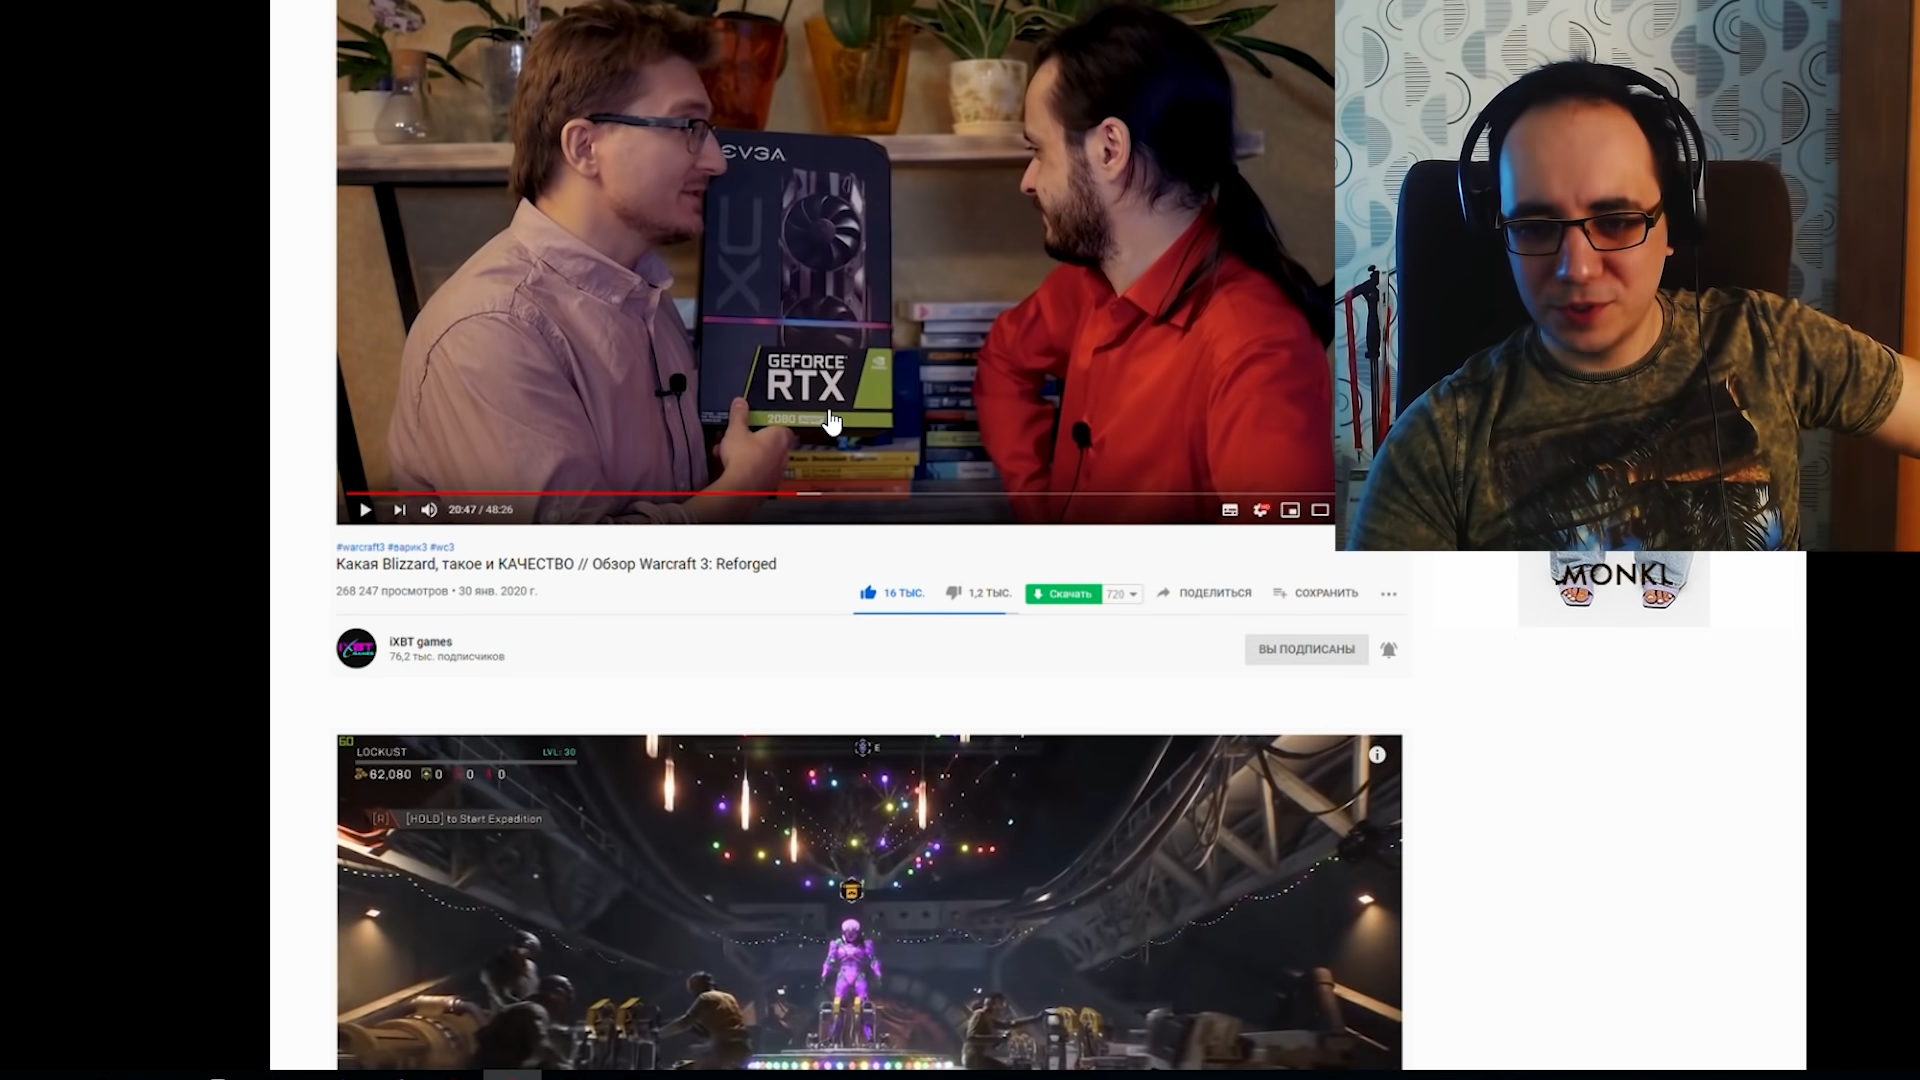 EVGA
XC
GEFORCE
RTX
2080
20:47 / 48:26
#warcraft3 #варик3 #wc3
Какая Blizzard, такое и КАЧЕСТВО // Обзор Warcraft 3: Reforged
268 247 просмотров • 30 янв. 2020 г.
16 ТЫС.
1,2 ТЫС.
Скачать
720
ПОДЕЛИТЬСЯ
СОХРАНИТЬ
iXBT games
76,2 тыс. подписчиков
ВЫ ПОДПИСАНЫ
MONKI
60
LOCKUST
LVL: 30
62,080 0 0 0
E
[R] [HOLD] to Start Expedition